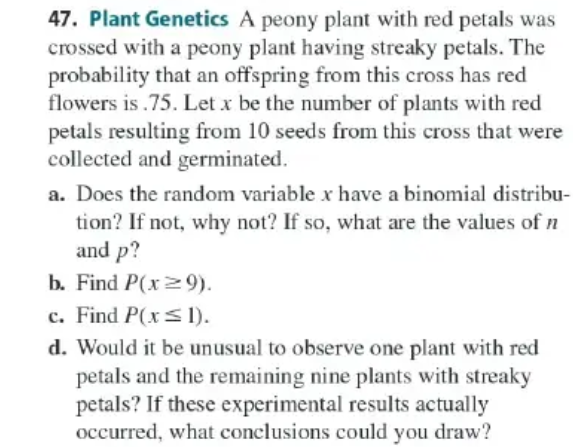 47. Plant Genetics A peony plant with red petals was
crossed with a peony plant having streaky petals. The
probability that an offspring from this cross has red
flowers is .75. Let x be the number of plants with red
petals resulting from 10 seeds from this cross that were
collected and germinated.
a. Does the random variable x have a binomial distribu-
tion? If not, why not? If so, what are the values of n
and p?
b. Find P(x ≥ 9).
c. Find P(x ≤ 1).
d. Would it be unusual to observe one plant with red
petals and the remaining nine plants with streaky
petals? If these experimental results actually
occurred, what conclusions could you draw?